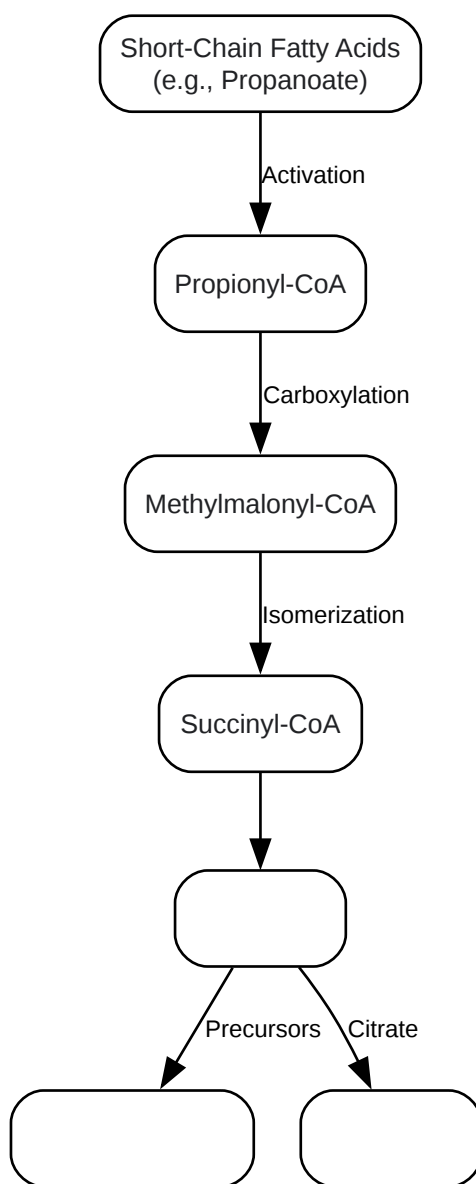 Short-Chain Fatty Acids
(e.g., Propanoate)
Activation
Propionyl-CoA
Carboxylation
Methylmalonyl-CoA
Isomerization
Succinyl-CoA
Precursors
Citrate